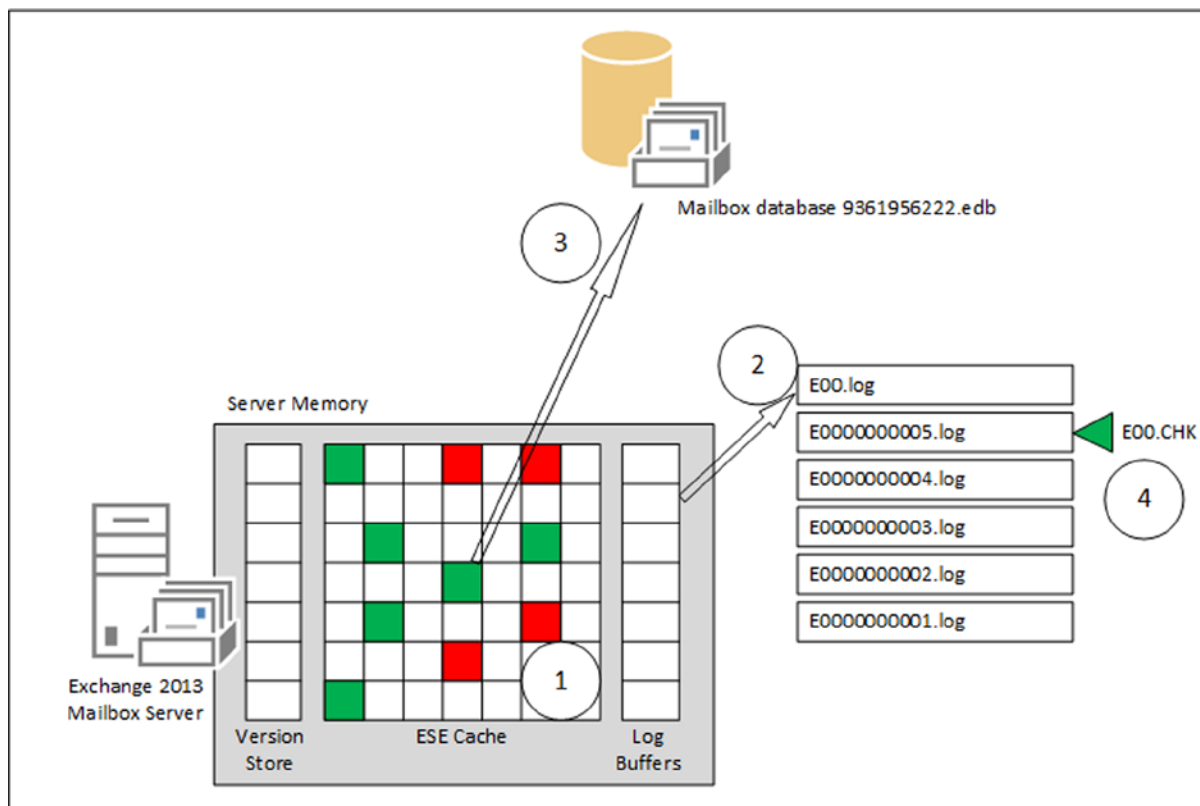 Mailbox database 9361956222.edb
3
2
E00.log
Server Memory
E0000000005.log
E00.CHK
E0000000004.log
4
E0000000003.log
E0000000002.log
E0000000001.log
1
Exchange 2013
Mailbox Server
Version
Store
ESE Cache
Log
Buffers